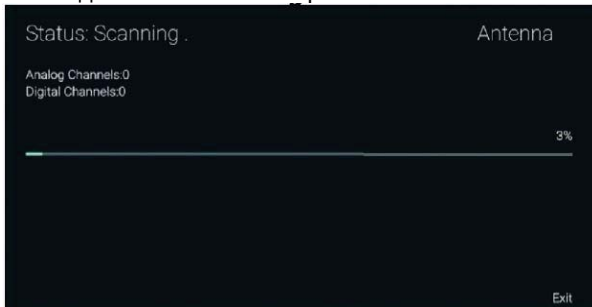 Status: Scanning .
Antenna
Analog Channels:0
Digital Channels:0
3%
Exit